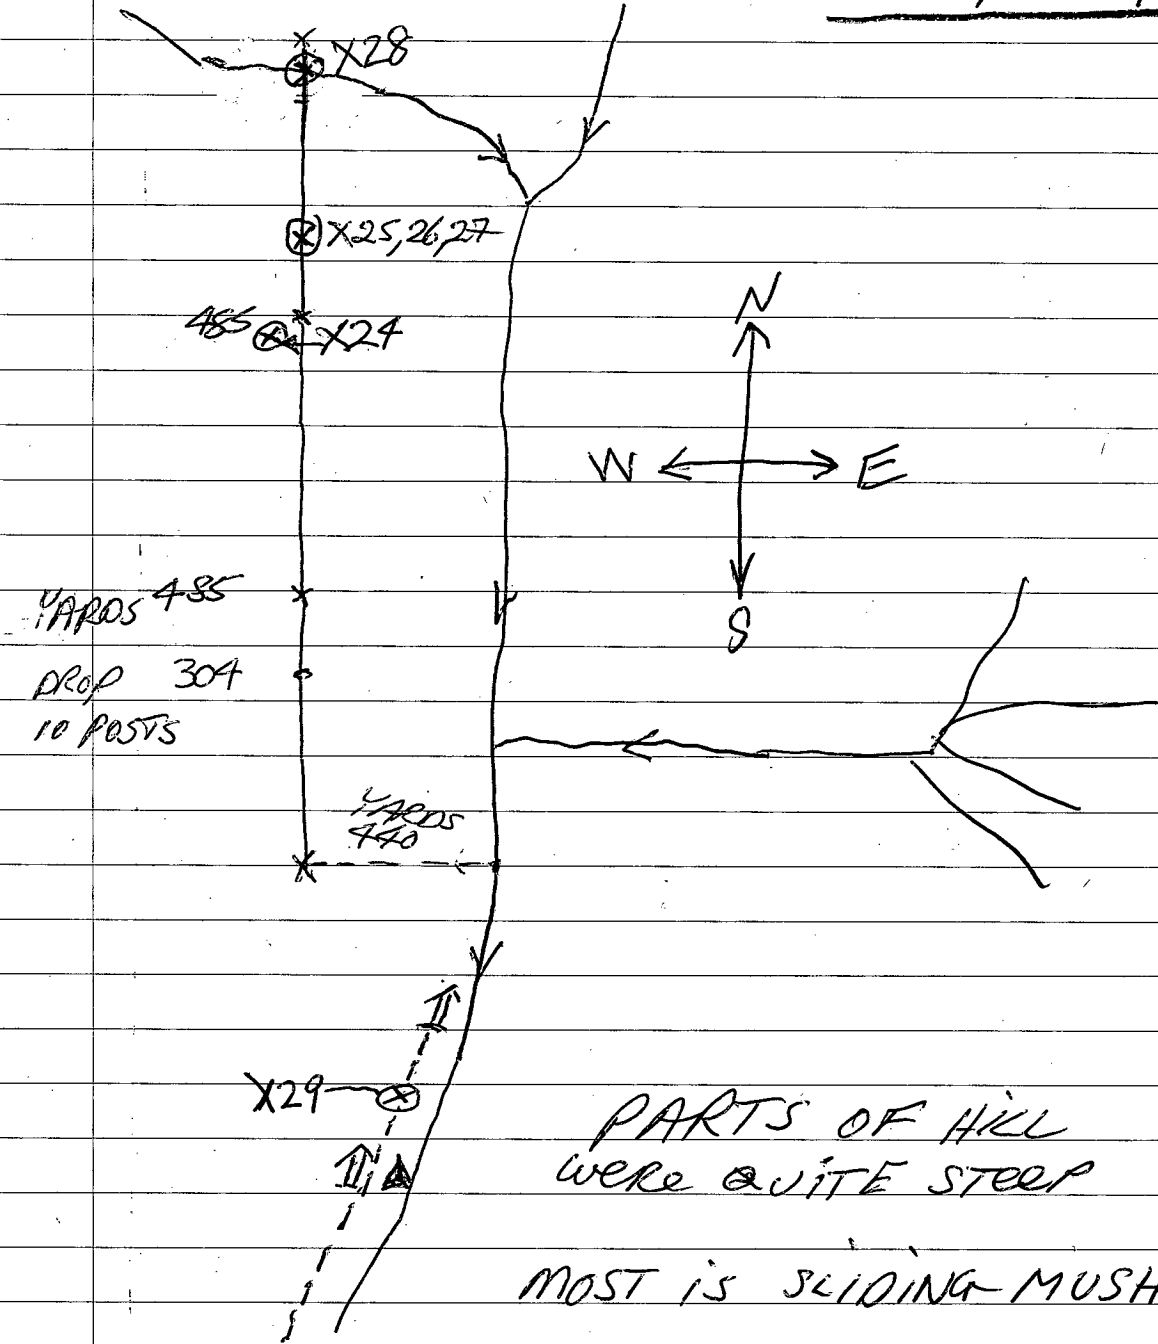 X28
X25,26,27
485 X24
N
W E
S
YARDS 485
DROP 304
10 POSTS
YARDS
440
X29
PARTS OF HILL
WERE QUITE STEEP
MOST IS SLIDING MUSH